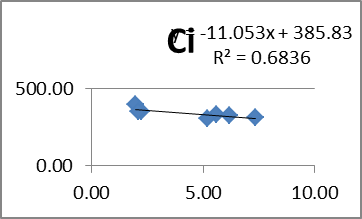 Ci
y = -11.053x + 385.83
R² = 0.6836
500.00
0.00
0.00 5.00 10.00